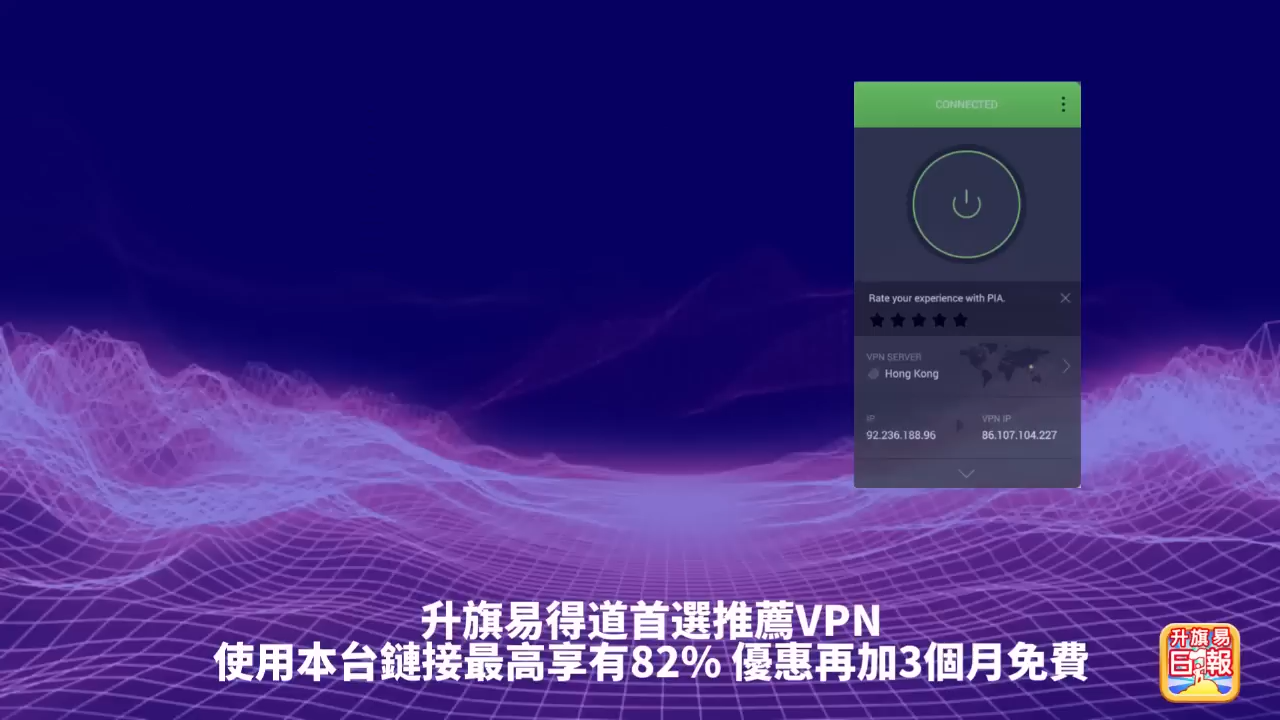 CONNECTED
Rate your experience with PIA.
VPN SERVER
Hong Kong
IP
VPN IP
92.236.188.96
86.107.104.227
升旗易得道首選推薦VPN
使用本台鏈接最高享有82% 優惠再加3個月免費
升旗易
日報